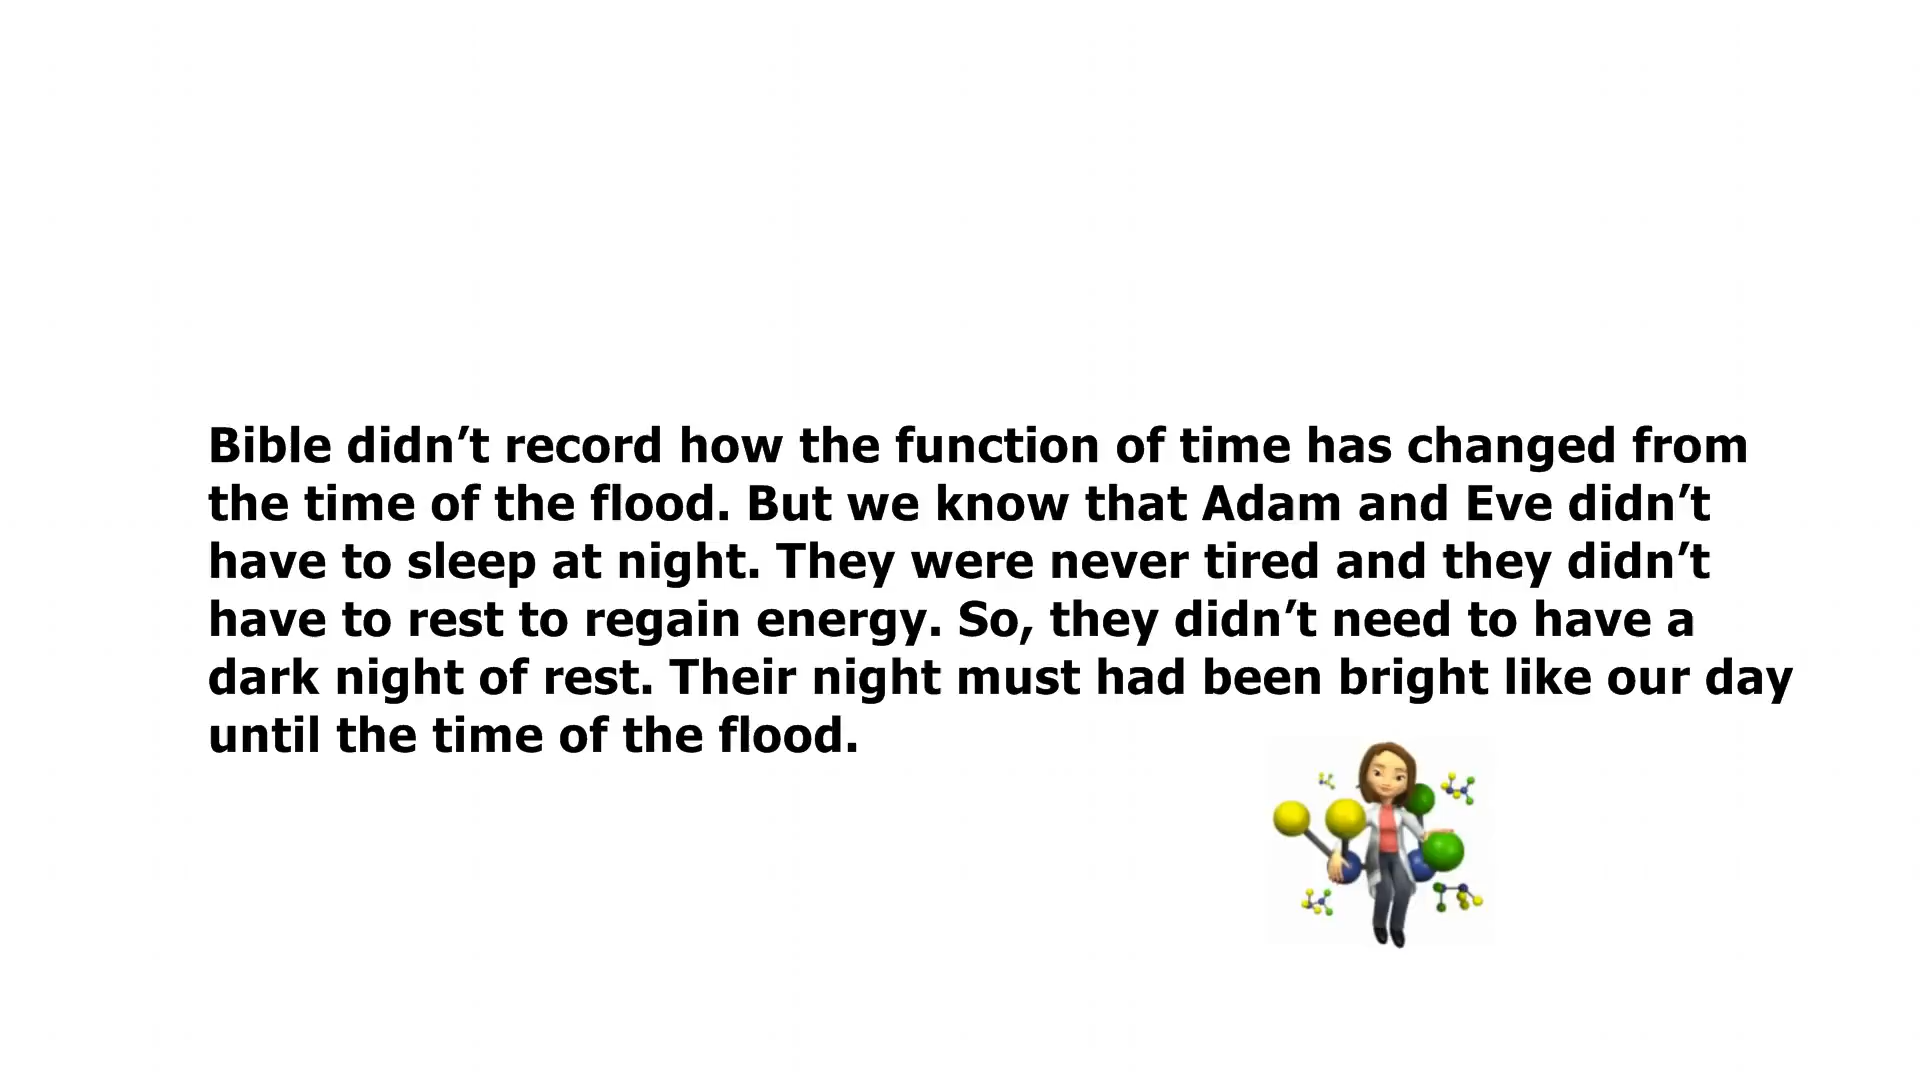 Bible didn’t record how the function of time has changed from
the time of the flood. But we know that Adam and Eve didn’t
have to sleep at night. They were never tired and they didn’t
have to rest to regain energy. So, they didn’t need to have a
dark night of rest. Their night must had been bright like our day
until the time of the flood.